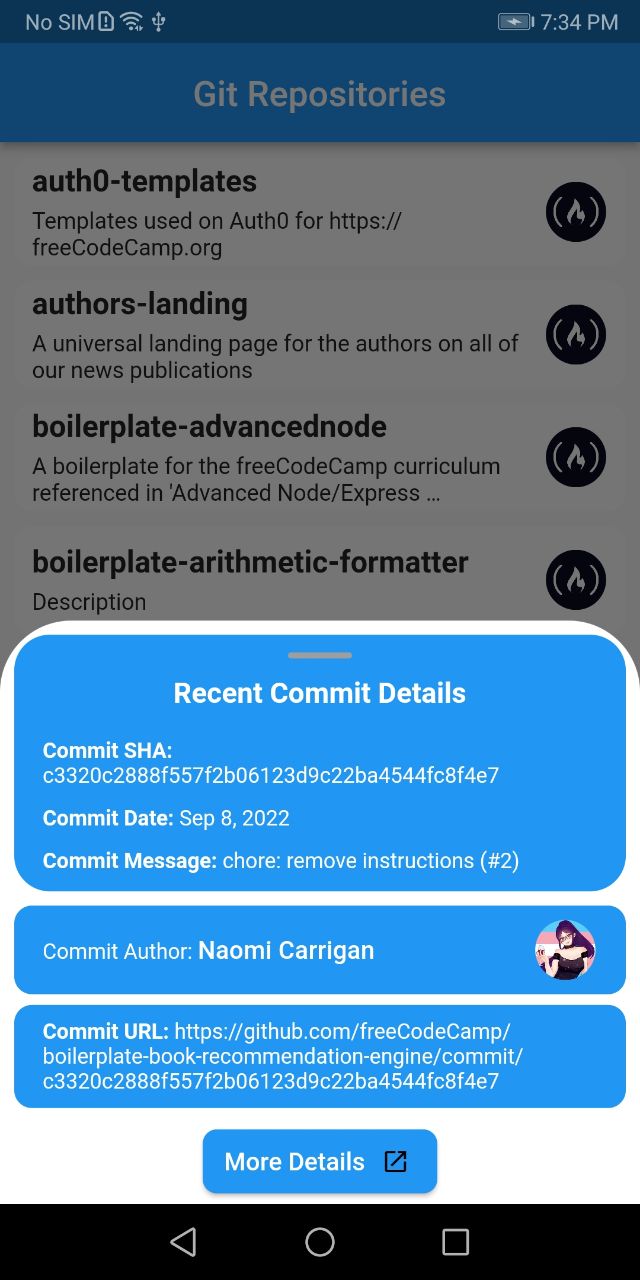 No SIM 7:34 PM
Git Repositories
auth0-templates
Templates used on Auth0 for https://
freeCodeCamp.org
authors-landing
A universal landing page for the authors on all of
our news publications
boilerplate-advancednode
A boilerplate for the freeCodeCamp curriculum
referenced in 'Advanced Node/Express ...
boilerplate-arithmetic-formatter
Description
Recent Commit Details
Commit SHA:
c3320c2888f557f2b06123d9c22ba4544fc8f4e7
Commit Date: Sep 8, 2022
Commit Message: chore: remove instructions (#2)
Commit Author: Naomi Carrigan
Commit URL: https://github.com/freeCodeCamp/
boilerplate-book-recommendation-engine/commit/
c3320c2888f557f2b06123d9c22ba4544fc8f4e7
More Details